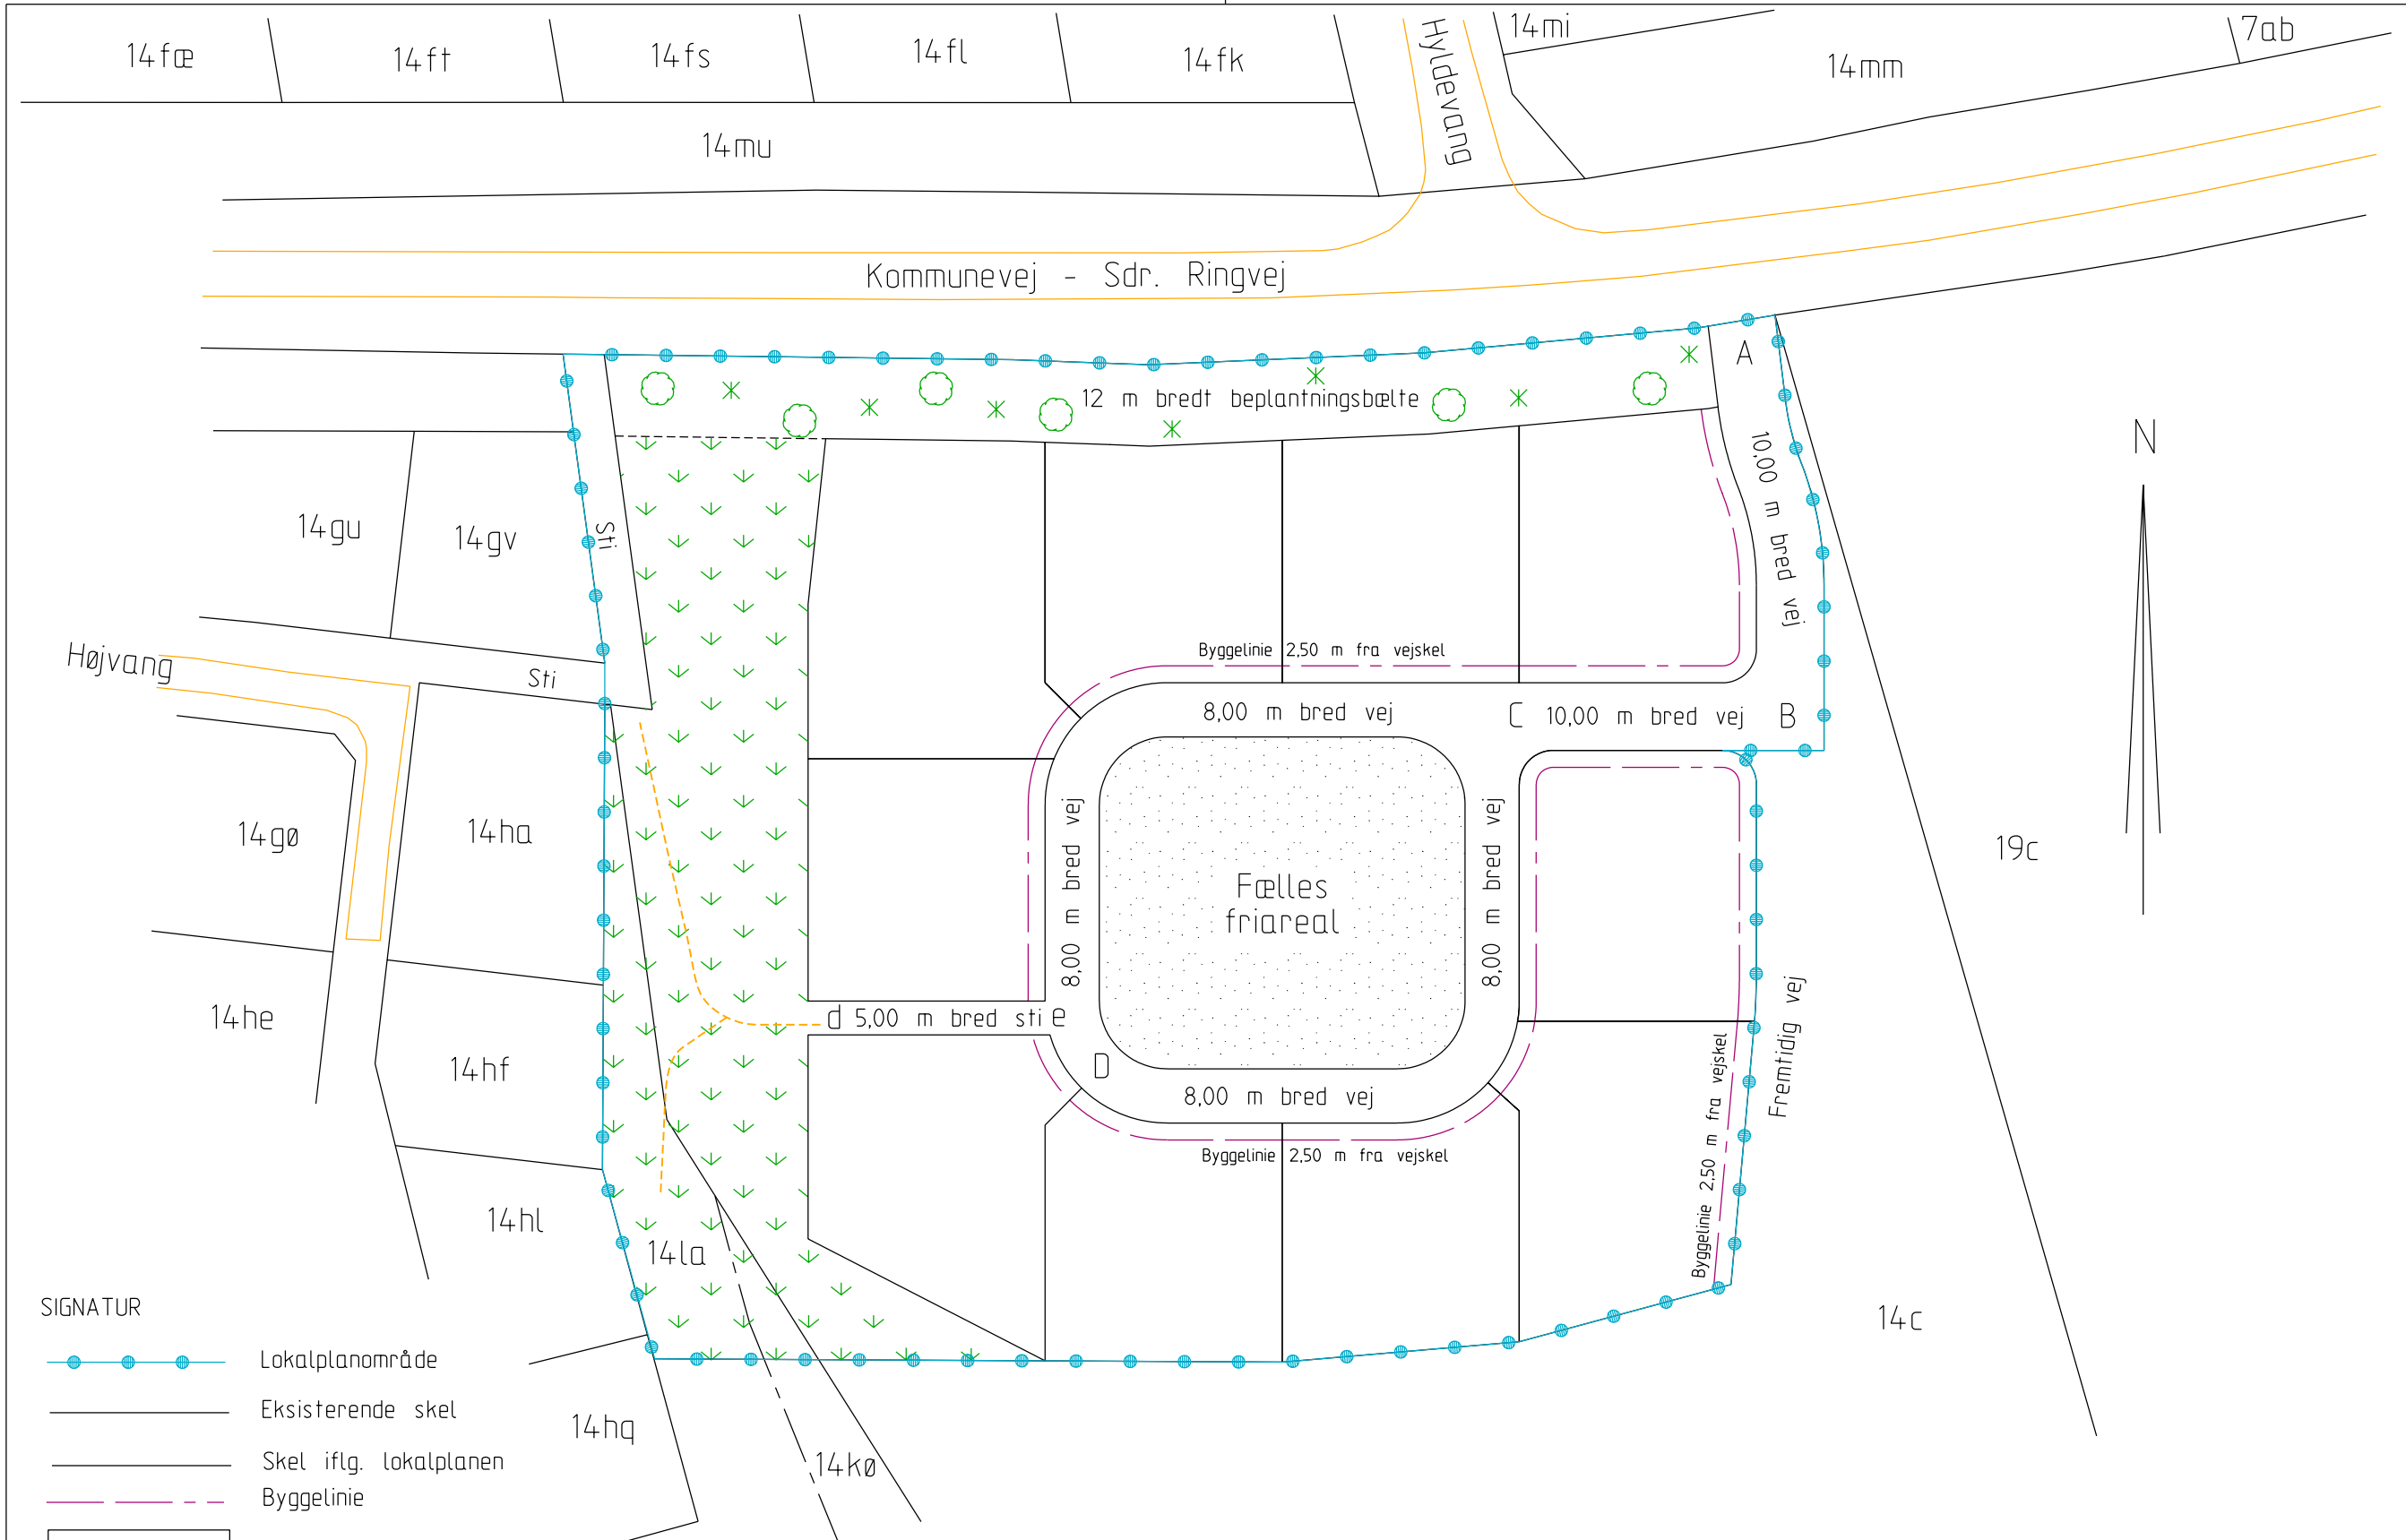 14fæ
14ft
14fs
14fl
14fk
Hyldevang
14mi
14mm
7ab
14mu
Kommunevej - Sdr. Ringvej
A
12 m bredt beplantningsbælte
10,00 m bred vej
N
14gu
14gv
Sti
Højvang
Sti
Byggelinie 2,50 m fra vejskel
8,00 m bred vej
C 10,00 m bred vej B
14gø
14ha
8,00 m bred vej
Fælles
friareal
8,00 m bred vej
19c
14he
d 5,00 m bred sti e
Fremtidig vej
14hf
D
8,00 m bred vej
Byggelinie 2,50 m fra vejskel
Byggelinie 2,50 m fra vejskel
14hl
14la
14c
SIGNATUR
Lokalplanområde
Eksisterende skel
14hq
Skel iflg. lokalplanen
14kø
Byggelinie